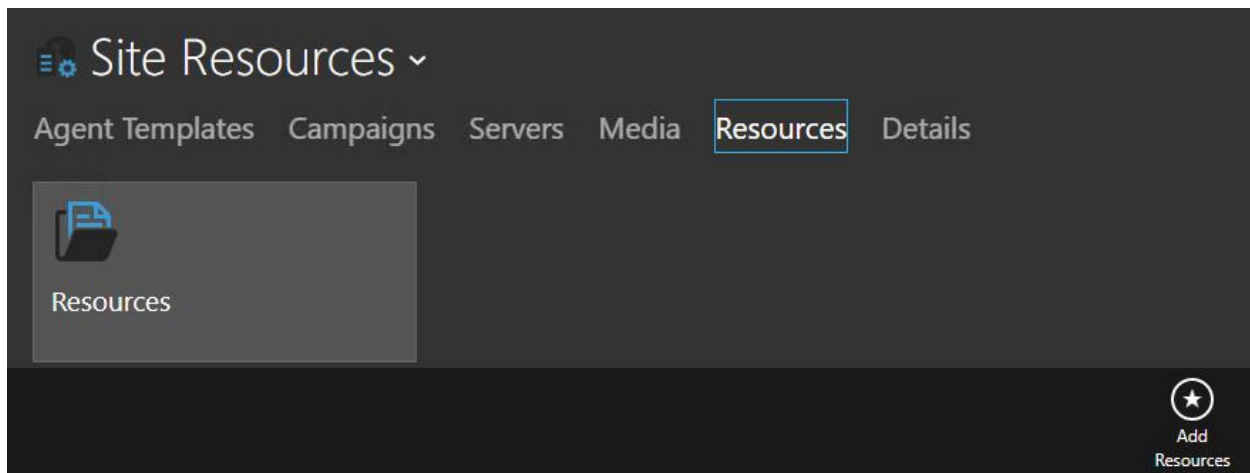 Site Resources
Agent Templates Campaigns Servers Media Resources Details
Resources
Add
Resources